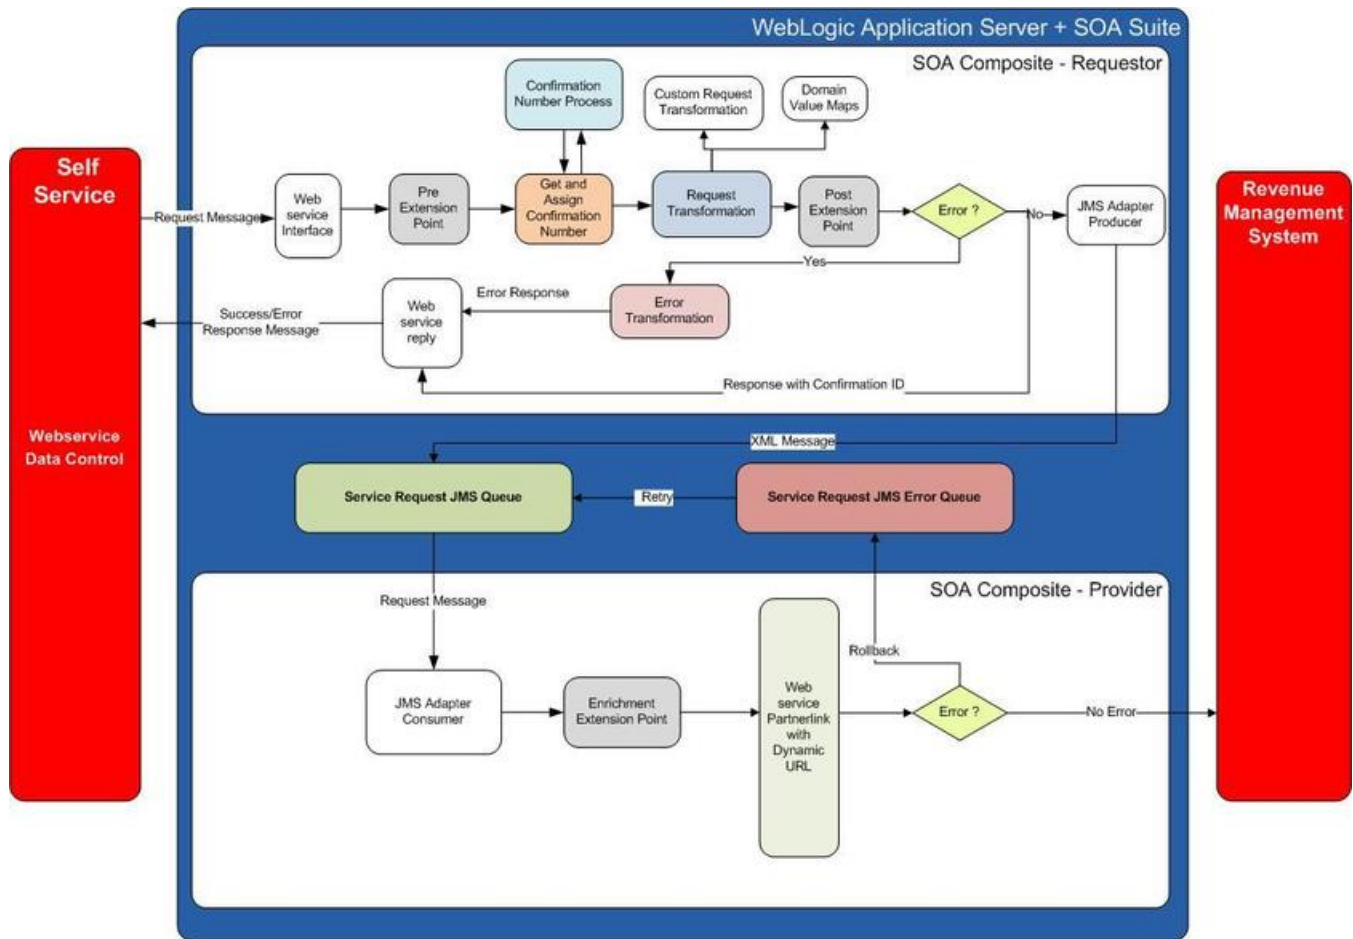 WebLogic Application Server + SOA Suite
SOA Composite - Requestor
Self
Service
Webservice
Data Control
Revenue
Management
System
Confirmation
Number Process
Custom Request
Transformation
Domain
Value Maps
Request Message
Web
service
Interface
Pre
Extension
Point
Get and
Assign
Confirmation
Number
Request
Transformation
Post
Extension
Point
Error ?
No
JMS Adapter
Producer
Yes
Error
Transformation
Error Response
Web
service
reply
Success/Error
Response Message
Response with Confirmation ID
XML Message
Service Request JMS Queue
Retry
Service Request JMS Error Queue
SOA Composite - Provider
Request Message
JMS Adapter
Consumer
Enrichment
Extension Point
Web
service
Partnerlink
with
Dynamic
URL
Rollback
Error ?
No Error